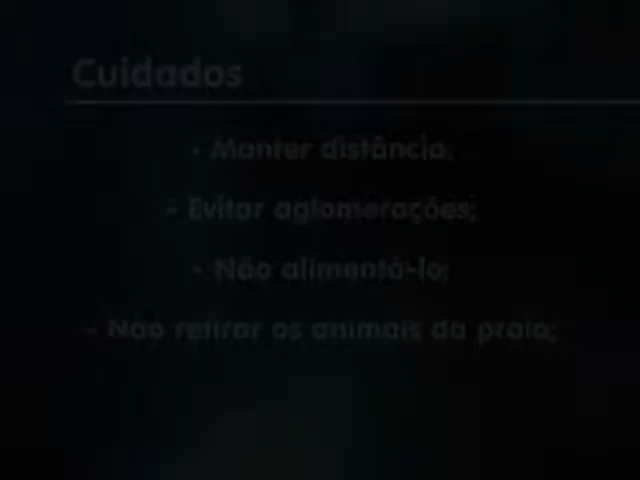 Cuidados
- Manter distância;
- Evitar aglomerações;
- Não alimentá-lo;
- Não retirar os animais da praia;